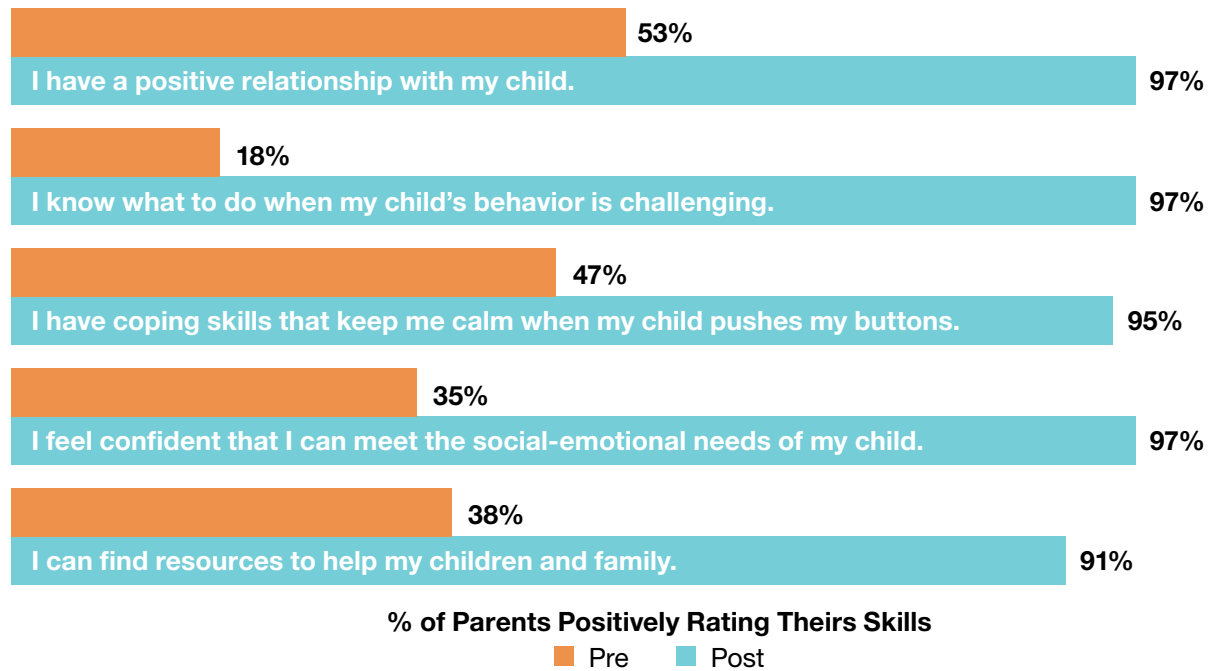 53%
I have a positive relationship with my child.
97%
18%
I know what to do when my child’s behavior is challenging.
97%
47%
I have coping skills that keep me calm when my child pushes my buttons.
95%
35%
I feel confident that I can meet the social-emotional needs of my child.
97%
38%
I can find resources to help my children and family.
91%
% of Parents Positively Rating Theirs Skills
Pre Post